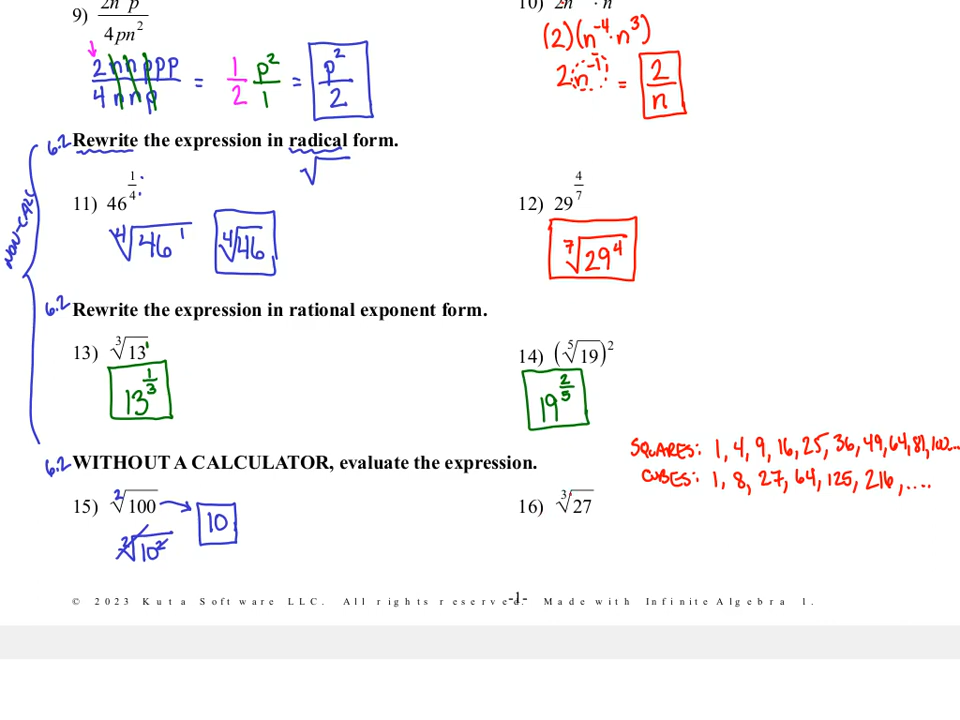 9) 2n p / 4pn²
2nnppp / 4nnp = 1/2 p²/1 = p²/2
10) 2n · n
(2)(n⁻⁴·n³)
2n⁻¹ = 2/n
6.2 Rewrite the expression in radical form.
√
NON-CALC
11) 46^(1/4)
⁴√46¹ ⁴√46
12) 29^(4/7)
⁷√29⁴
6.2 Rewrite the expression in rational exponent form.
13) ³√13¹
13^(1/3)
14) (⁵√19)²
19^(2/5)
SQUARES: 1, 4, 9, 16, 25, 36, 49, 64, 81, 100...
CUBES: 1, 8, 27, 64, 125, 216, ....
6.2 WITHOUT A CALCULATOR, evaluate the expression.
15) ²√100 → 10
²√10²
16) ³√27
© 2023 Kuta Software LLC. All rights reserved. -1- Made with Infinite Algebra 1.